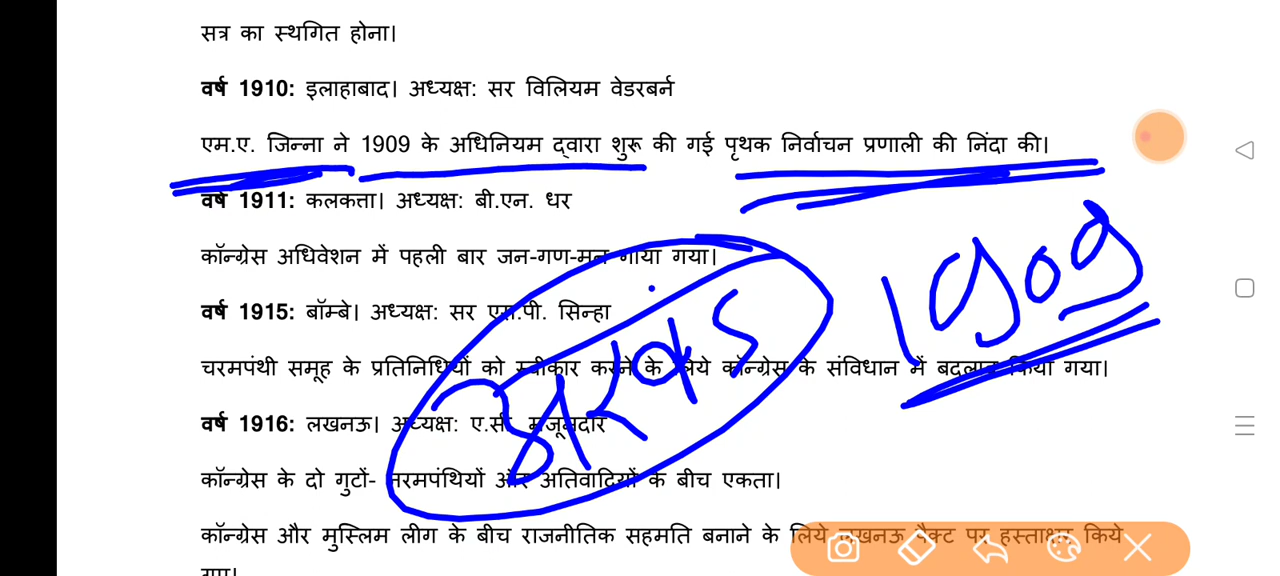 सत्र का स्थगित होना।
वर्ष 1910: इलाहाबाद। अध्यक्ष: सर विलियम वेडरबर्न
एम.ए. जिन्ना ने 1909 के अधिनियम द्वारा शुरू की गई पृथक निर्वाचन प्रणाली की निंदा की।
वर्ष 1911: कलकत्ता। अध्यक्ष: बी.एन. धर
कॉन्ग्रेस अधिवेशन में पहली बार जन-गण-मन गाया गया।
1909
वर्ष 1915: बॉम्बे। अध्यक्ष: सर एस.पी. सिन्हा
चरमपंथी समूह के प्रतिनिधियों को स्वीकार करने के लिये कॉन्ग्रेस के संविधान में बदलाव किया गया।
वर्ष 1916: लखनऊ। अध्यक्ष: ए.सी. मजूमदार
कॉन्ग्रेस के दो गुटों- नरमपंथियों और अतिवादियों के बीच एकता।
कॉन्ग्रेस और मुस्लिम लीग के बीच राजनीतिक सहमति बनाने के लिये लखनऊ पैक्ट पर हस्ताक्षर किये